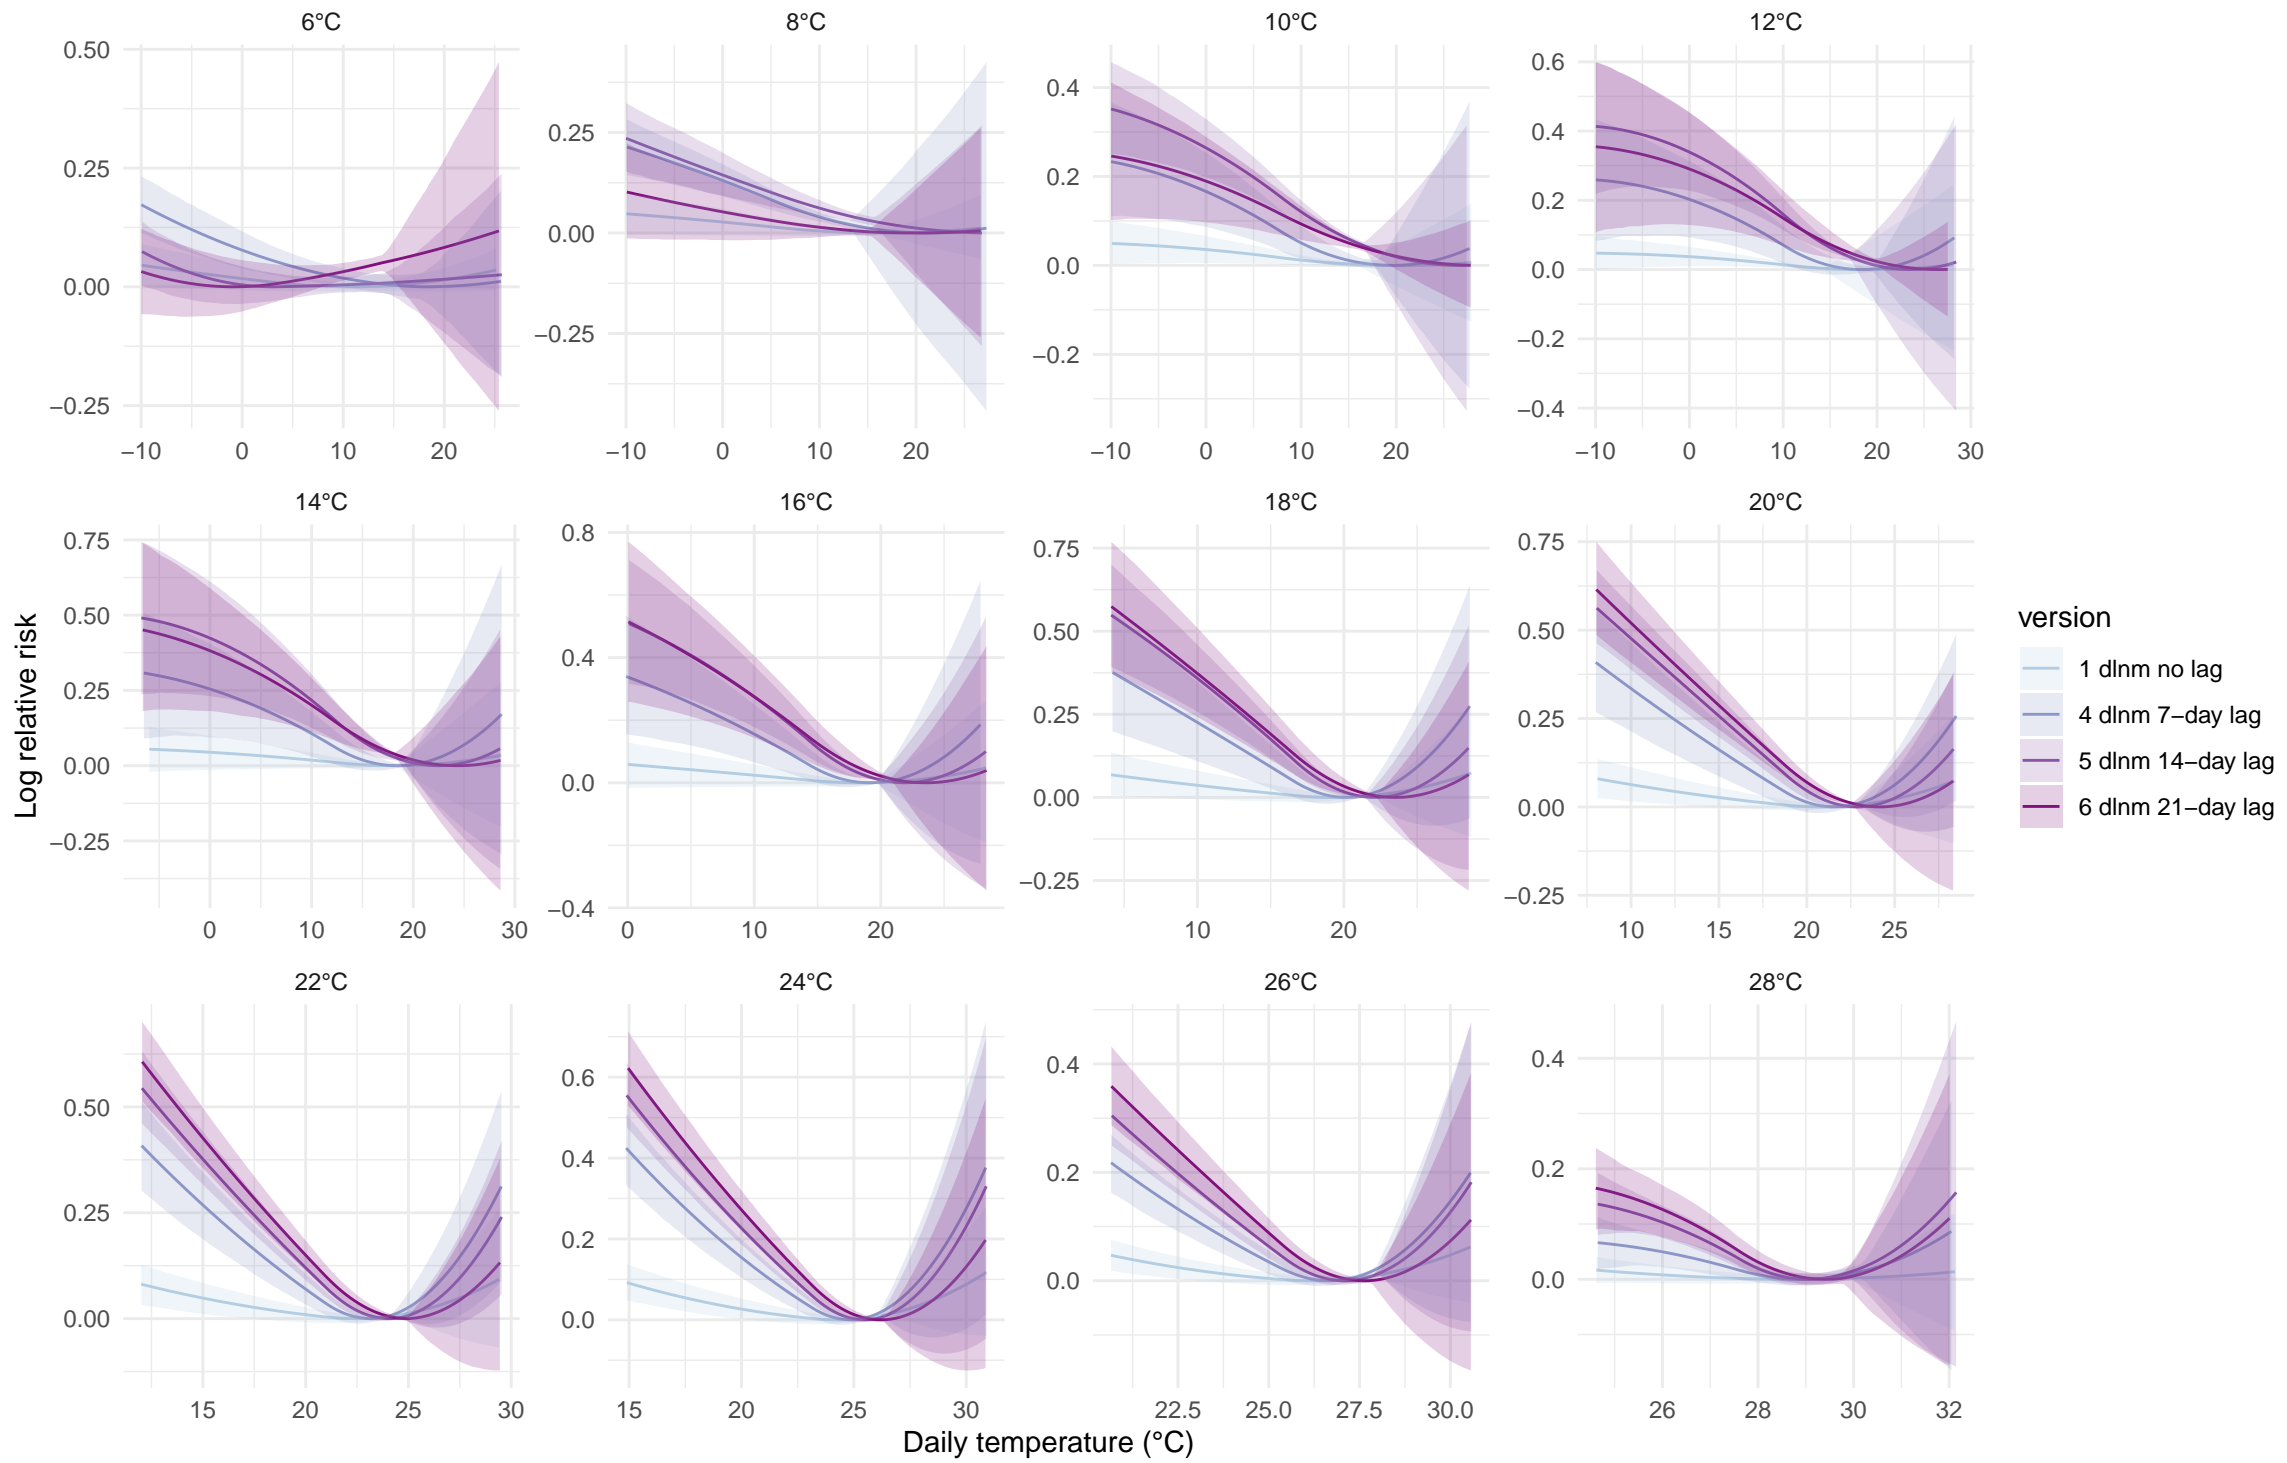 6°C 8°C 10°C 12°C
0.50
0.25
0.00
−0.25
−10 0 10 20
0.25
0.00
−0.25
−10 0 10 20
0.4
0.2
0.0
−0.2
−10 0 10 20
0.6
0.4
0.2
0.0
−0.2
−0.4
−10 0 10 20 30
14°C 16°C 18°C 20°C
0.75
0.50
0.25
0.00
−0.25
0 10 20 30
0.8
0.4
0.0
−0.4
0 10 20
0.75
0.50
0.25
0.00
−0.25
10 20
0.75
0.50
0.25
0.00
−0.25
10 15 20 25
22°C 24°C 26°C 28°C
0.50
0.25
0.00
15 20 25 30
0.6
0.4
0.2
0.0
15 20 25 30
0.4
0.2
0.0
22.5 25.0 27.5 30.0
0.4
0.2
0.0
26 28 30 32
Log relative risk
Daily temperature (°C)
version
1 dlnm no lag
4 dlnm 7−day lag
5 dlnm 14−day lag
6 dlnm 21−day lag